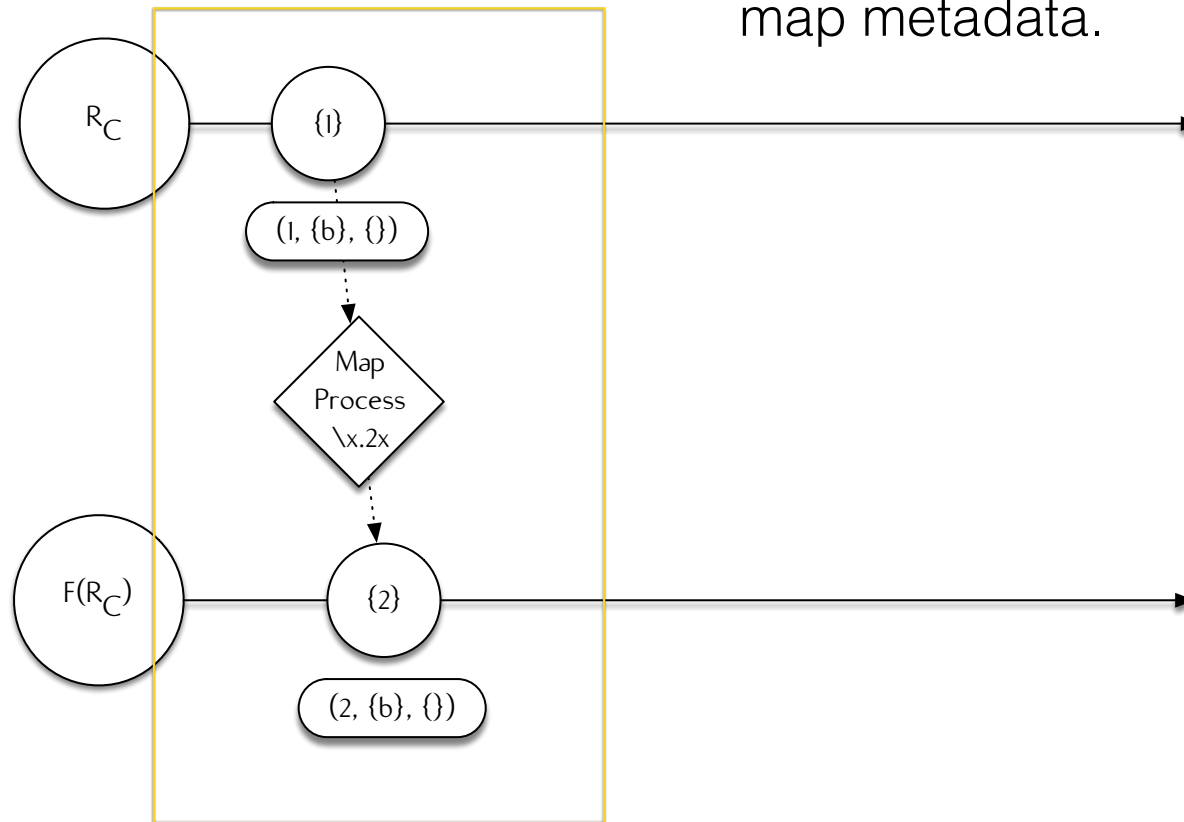 map metadata.
R_C
{1}
(1, {b}, {})
Map
Process
\x.2x
F(R_C)
{2}
(2, {b}, {})